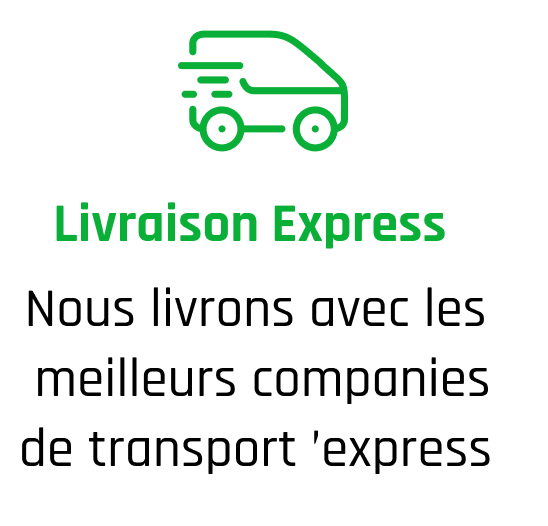 Livraison Express
Nous livrons avec les
meilleurs companies
de transport 'express